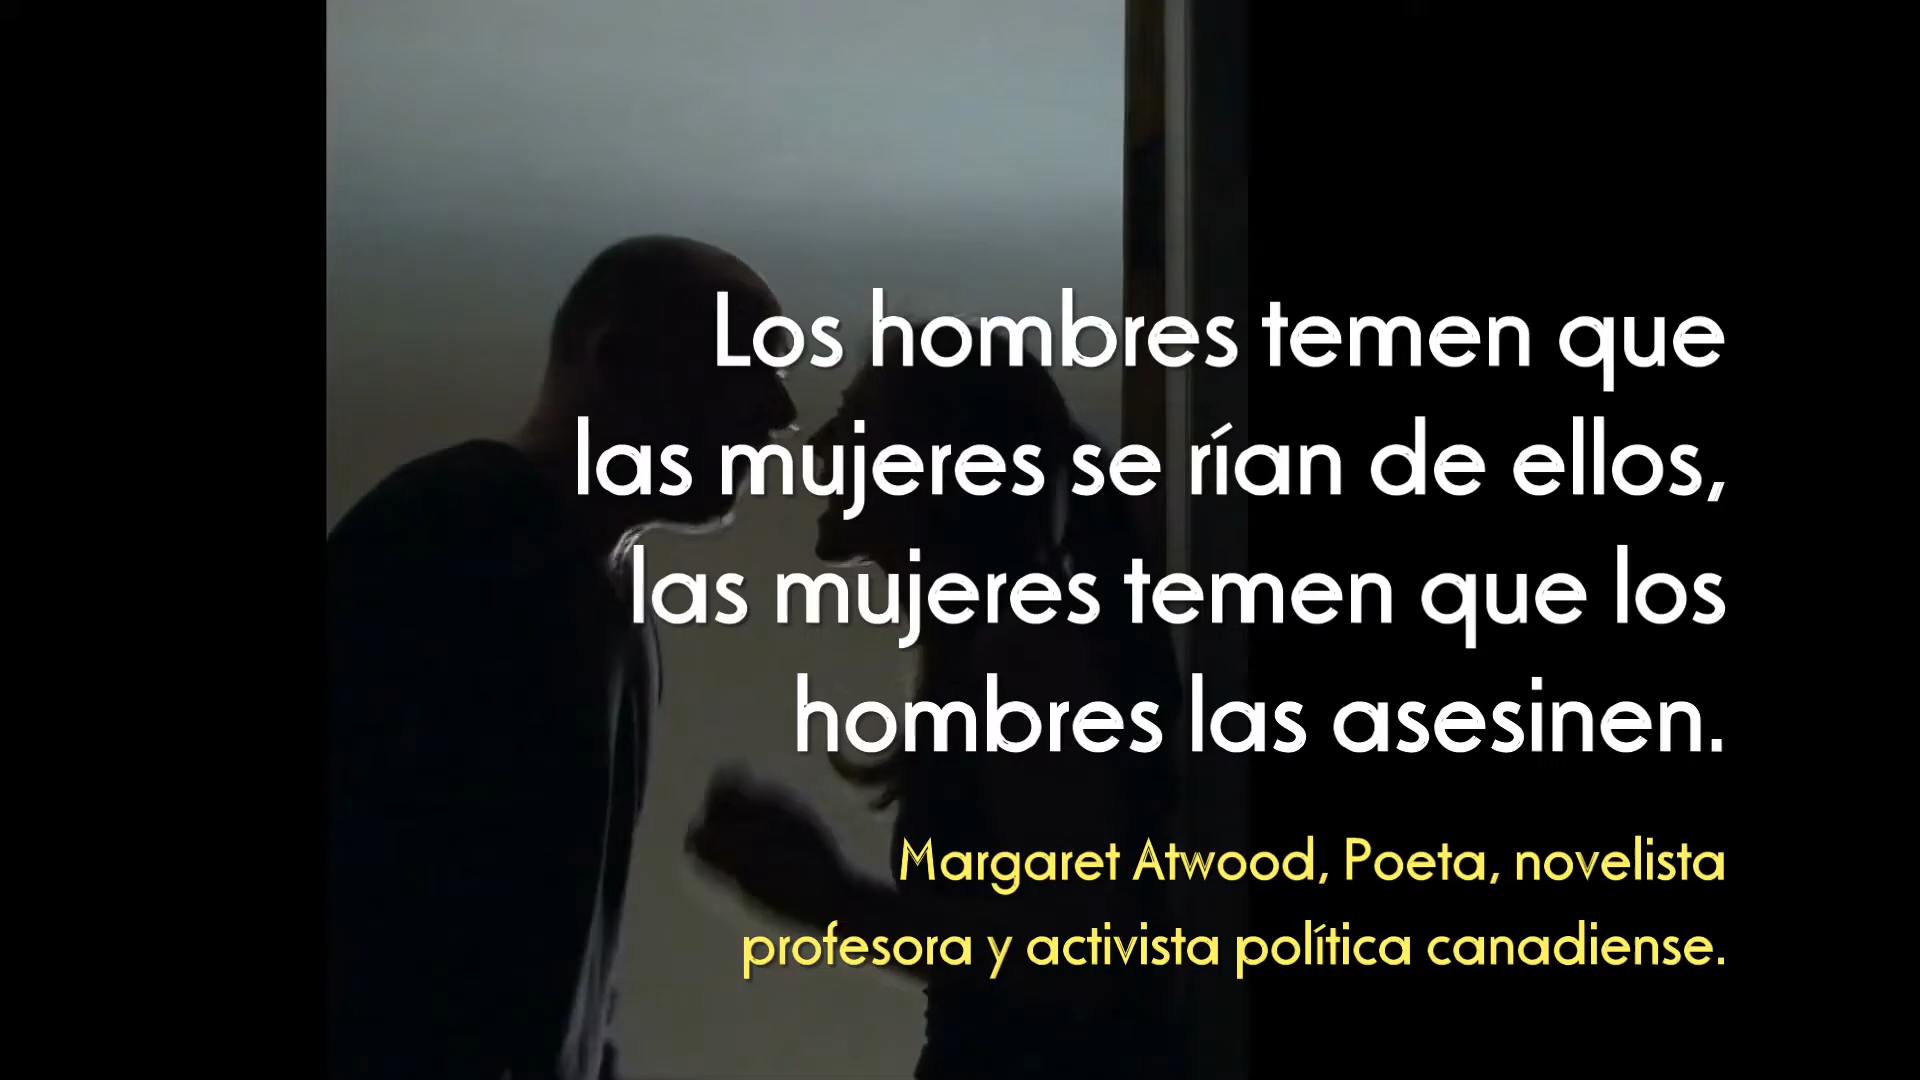 Los hombres temen que
las mujeres se rían de ellos,
las mujeres temen que los
hombres las asesinen.
Margaret Atwood, Poeta, novelista
profesora y activista política canadiense.